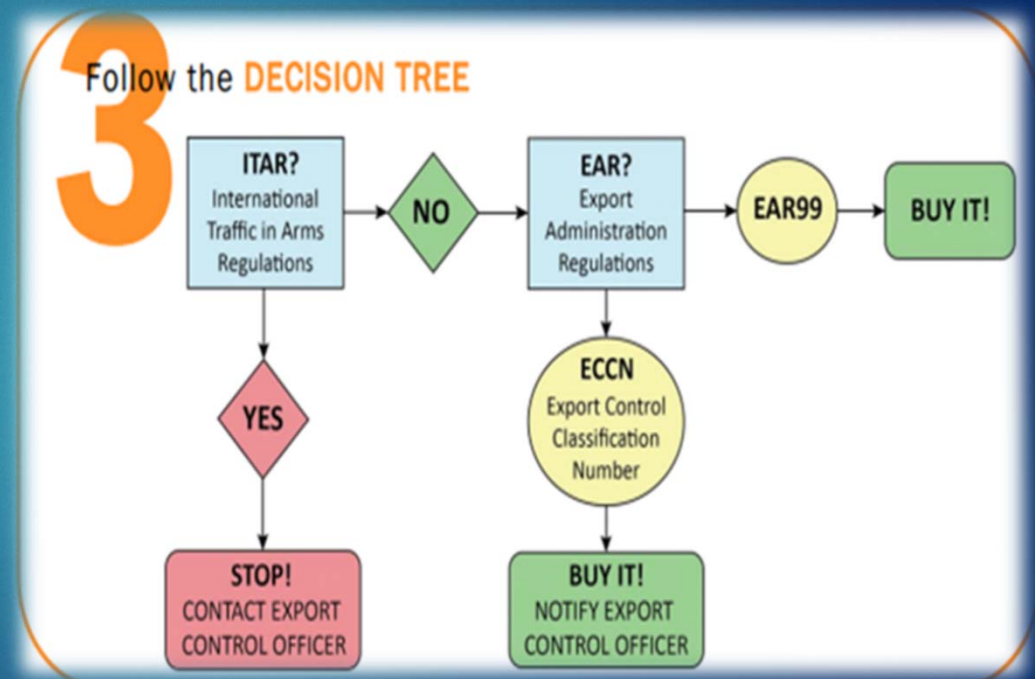 3
Follow the DECISION TREE
ITAR?
International
Traffic in Arms
Regulations
NO
EAR?
Export
Administration
Regulations
EAR99
BUY IT!
YES
ECCN
Export Control
Classification
Number
STOP!
CONTACT EXPORT
CONTROL OFFICER
BUY IT!
NOTIFY EXPORT
CONTROL OFFICER